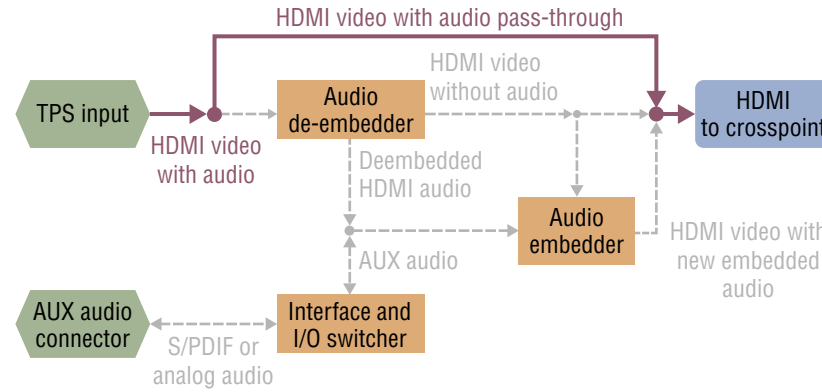 HDMI video with audio pass-through
TPS input
HDMI video
with audio
Audio
de-embedder
HDMI video
without audio
HDMI
to crosspoint
Deembedded
HDMI audio
Audio
embedder
AUX audio
HDMI video with
new embedded
audio
AUX audio
connector
S/PDIF or
analog audio
Interface and
I/O switcher